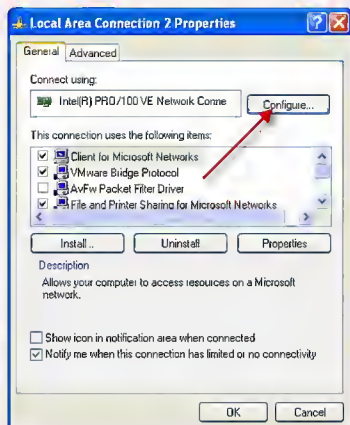 Local Area Connection 2 Properties
General Advanced
Connect using:
Intel(R) PRO/100 VE Network Conne
Configure...
This connection uses the following items:
Client for Microsoft Networks
VMware Bridge Protocol
AvFw Packet Filter Driver
File and Printer Sharing for Microsoft Networks
Install... Uninstall Properties
Description
Allows your computer to access resources on a Microsoft
network.
Show icon in notification area when connected
Notify me when this connection has limited or no connectivity
OK Cancel